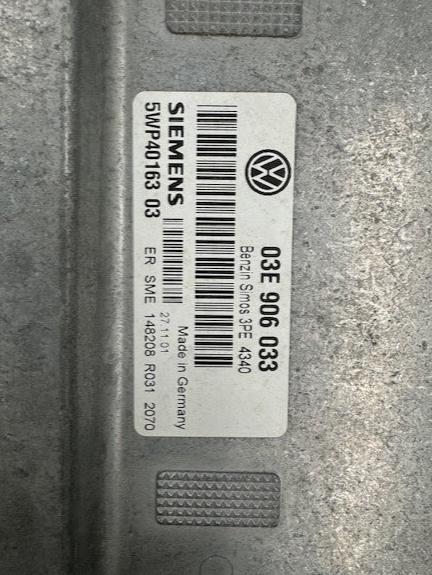 VW
03E 906 033
Benzin Simos 3PE 4340
SIEMENS
5WP40163 03
27.11.01
Made in Germany
ER SME 148208 R031 2070